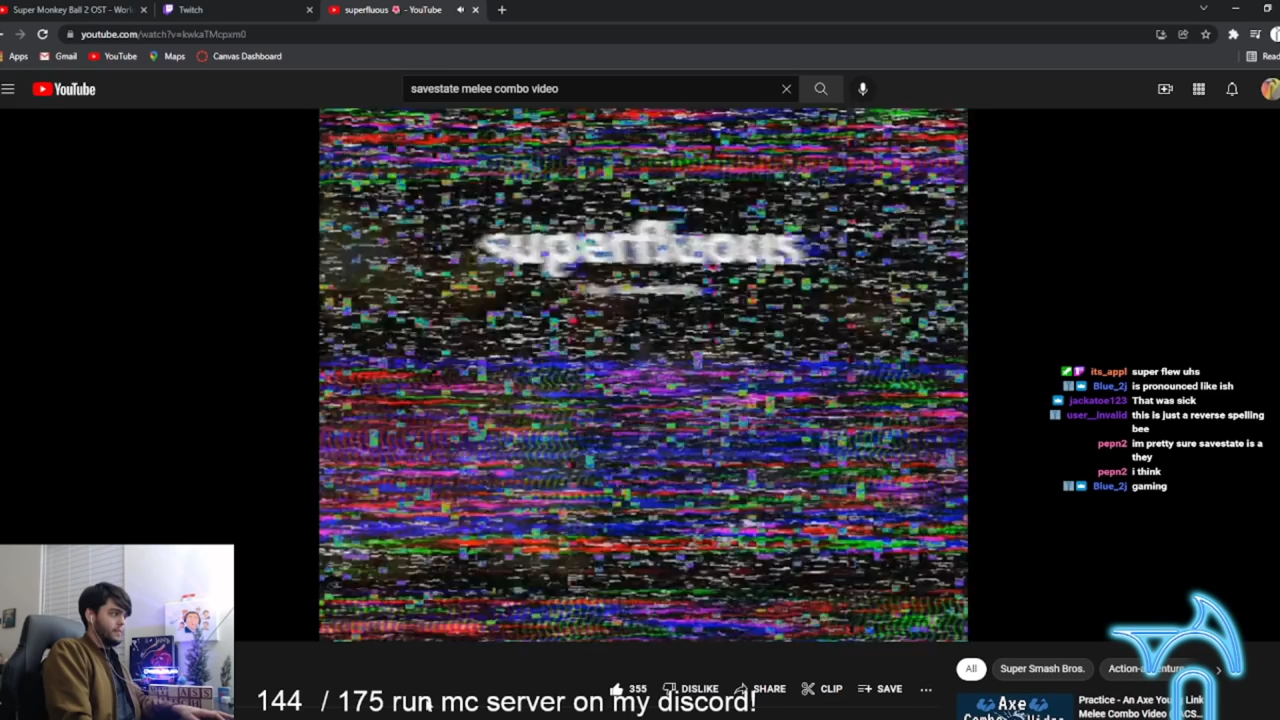 Super Monkey Ball 2 OST - Worl
Twitch
superfluous 🌸 - YouTube
youtube.com/watch?v=kwkaTMcpxm0
Apps
Gmail
YouTube
Maps
Canvas Dashboard
Read
YouTube
savestate melee combo video
superfluous
its_appl super flew uhs
Blue_2j is pronounced like ish
jackatoe123 That was sick
user__invalid this is just a reverse spelling
bee
pepn2 im pretty sure savestate is a
they
pepn2 i think
Blue_2j gaming
355
DISLIKE
SHARE
CLIP
SAVE
144 / 175 run mc server on my discord!
All
Super Smash Bros.
Action-adventure
Axe
Combo Video
Practice - An Axe Young Link
Melee Combo Video